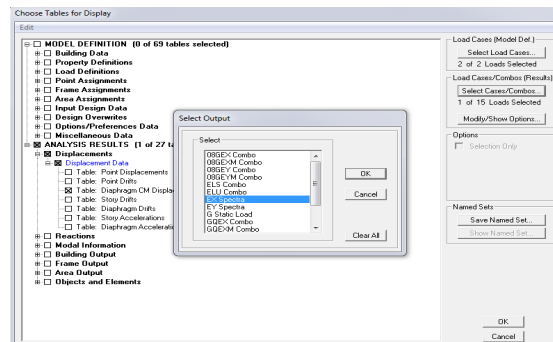 Choose Tables for Display
Edit
MODEL DEFINITION (0 of 69 tables selected)
Building Data
Property Definitions
Load Definitions
Point Assignments
Frame Assignments
Area Assignments
Input Design Data
Design Overwrites
Options/Preferences Data
Miscellaneous Data
ANALYSIS RESULTS (1 of 27 ta
Displacements
Displacement Data
Table: Point Displacements
Table: Point Drifts
Table: Diaphragm CM Displa
Table: Story Drifts
Table: Diaphragm Drifts
Table: Story Accelerations
Table: Diaphragm Acceleratio
Reactions
Modal Information
Building Output
Frame Output
Area Output
Objects and Elements
Select Output
Select
08GEX Combo
08GEXM Combo
08GEY Combo
08GEYM Combo
ELS Combo
ELU Combo
EX Spectra
EY Spectra
G Static Load
GQEX Combo
GQEXM Combo
OK
Cancel
Clear All
Load Cases (Model Def.)
Select Load Cases...
2 of 2 Loads Selected
Load Cases/Combos (Results)
Select Cases/Combos...
1 of 15 Loads Selected
Modify/Show Options...
Options
Selection Only
Named Sets
Save Named Set...
Show Named Set...
OK
Cancel